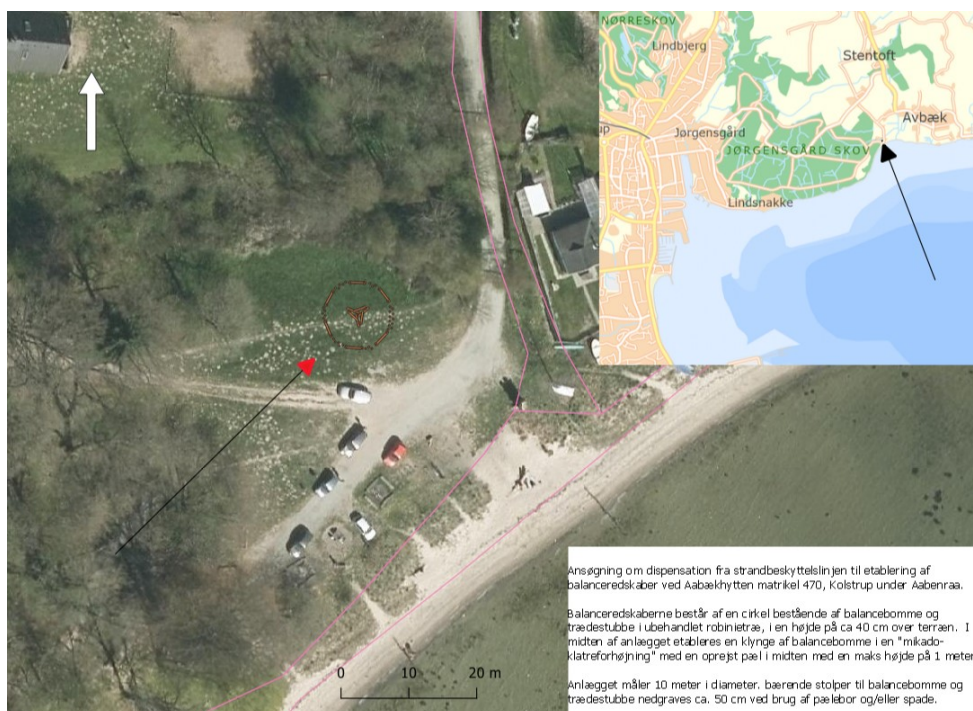 NØRRESKOV
Lindbjerg
Stentoft
Avbæk
up
Jørgensgård
JØRGENSGÅRD SKOV
Lindsnakke
0 10 20 m
Ansøgning om dispensation fra strandbeskyttelslinjen til etablering af
balanceredskaber ved Aabækhytten matrikel 470, Kolstrup under Aabenraa.
Balanceredskaberne består af en cirkel bestående af balancebomme og
trædestubbe i ubehandlet robinietræ, i en højde på ca 40 cm over terræn. I
midten af anlægget etableres en klynge af balancebomme i en "mikado-
klatreforhøjning" med en oprejst pæl i midten med en maks højde på 1 meter
Anlægget måler 10 meter i diameter. bærende stolper til balancebomme og
trædestubbe nedgraves ca. 50 cm ved brug af pælebor og/eller spade.